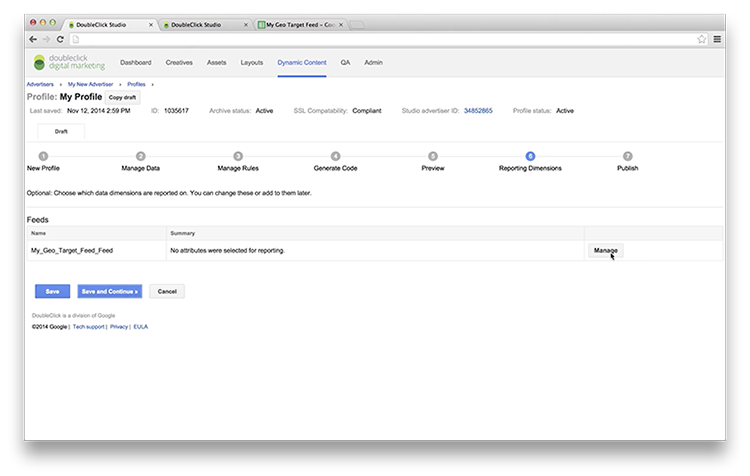 DoubleClick Studio × DoubleClick Studio × My Geo Target Feed – Goo ×
doubleclick
digital marketing
Dashboard Creatives Assets Layouts Dynamic Content QA Admin
Advertisers › My New Advertiser › Profiles ›
Profile: My Profile Copy draft
Last saved: Nov 12, 2014 2:59 PM ID: 1035617 Archive status: Active SSL Compatability: Compliant Studio advertiser ID: 34852865 Profile status: Active
Draft
1 2 3 4 5 6 7
New Profile Manage Data Manage Rules Generate Code Preview Reporting Dimensions Publish
Optional: Choose which data dimensions are reported on. You can change these or add to them later.
Feeds
Name Summary
My_Geo_Target_Feed_Feed No attributes were selected for reporting. Manage
Save Save and Continue » Cancel
DoubleClick is a division of Google
©2014 Google | Tech support | Privacy | EULA